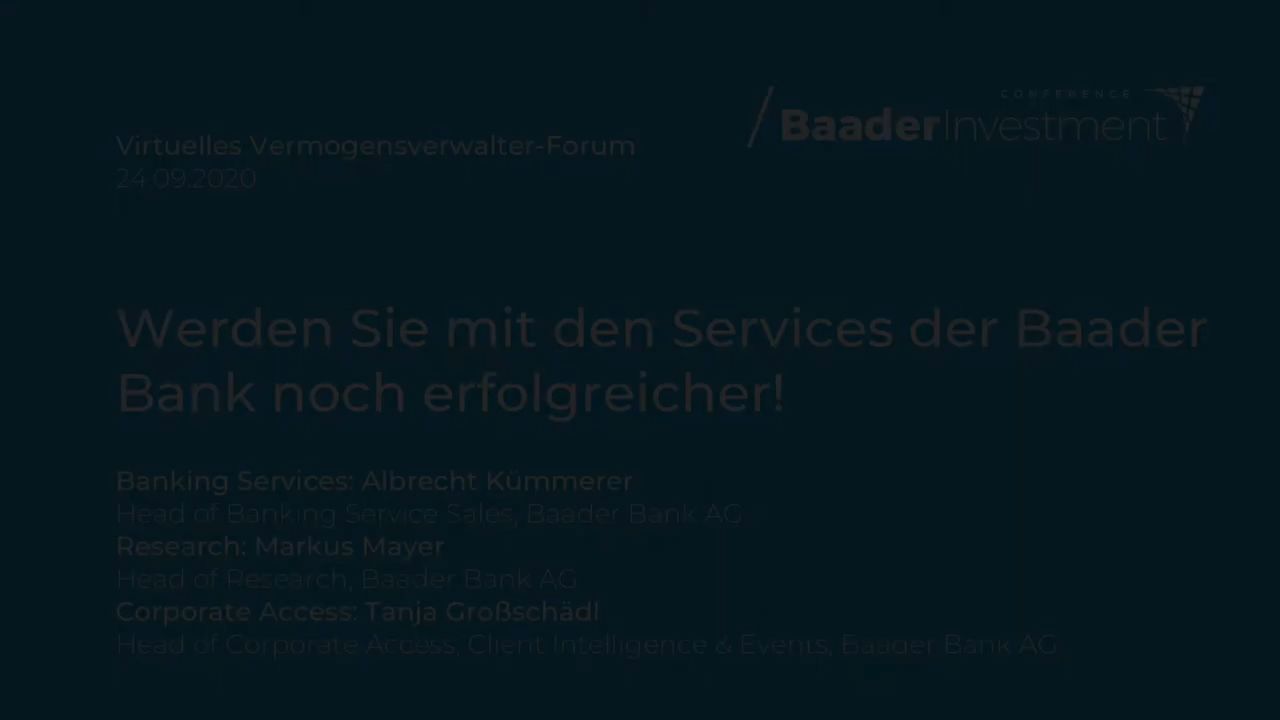 CONFERENCE
BaaderInvestment
Virtuelles Vermögensverwalter-Forum
24.09.2020
Werden Sie mit den Services der Baader
Bank noch erfolgreicher!
Banking Services: Albrecht Kümmerer
Head of Banking Service Sales, Baader Bank AG
Research: Markus Mayer
Head of Research, Baader Bank AG
Corporate Access: Tanja Großschädl
Head of Corporate Access, Client Intelligence & Events, Baader Bank AG